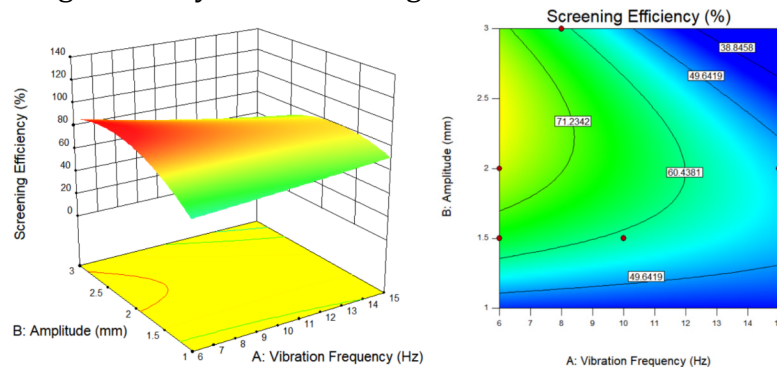 140
120
100
80
60
40
20
0
Screening Efficiency (%)
3
2.5
2
1.5
1
B: Amplitude (mm)
6 7 8 9 10 11 12 13 14 15
A: Vibration Frequency (Hz)
Screening Efficiency (%)
3
2.5
2
1.5
1
B: Amplitude (mm)
38.8458
49.6419
71.2342
60.4381
49.6419
6 7 8 9 10 11 12 13 14
A: Vibration Frequency (Hz)